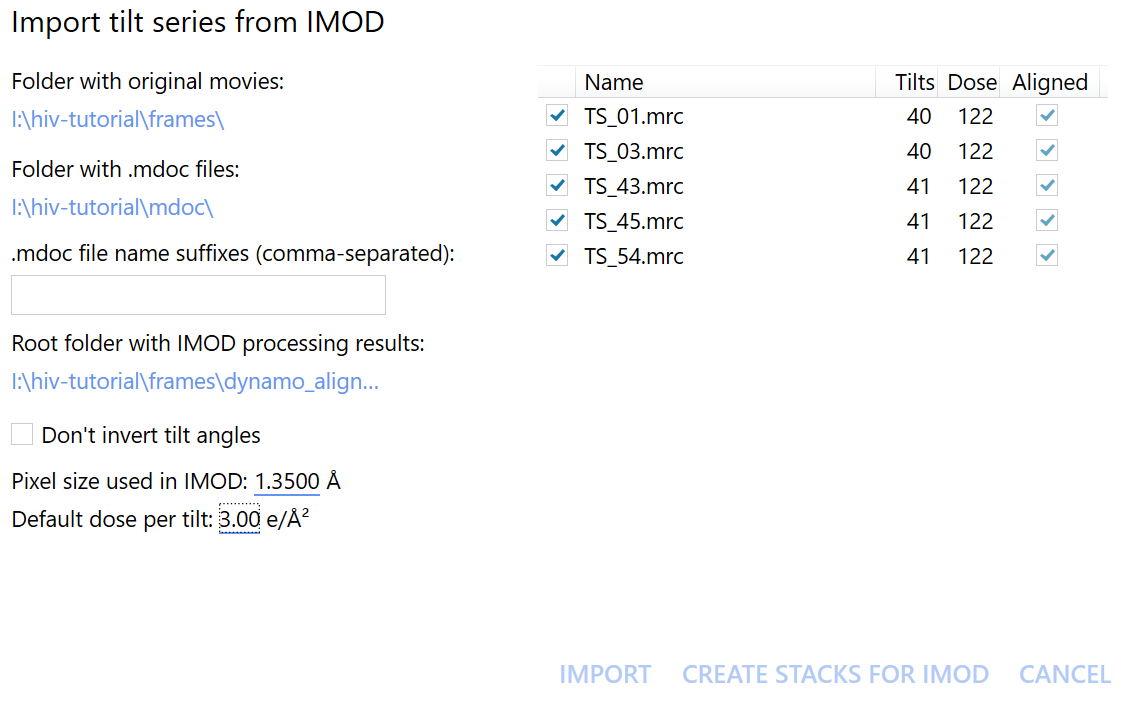 Import tilt series from IMOD
Folder with original movies:
I:\hiv-tutorial\frames\
Folder with .mdoc files:
I:\hiv-tutorial\mdoc\
.mdoc file name suffixes (comma-separated):
Root folder with IMOD processing results:
I:\hiv-tutorial\frames\dynamo_align...
Don't invert tilt angles
Pixel size used in IMOD: 1.3500 Å
Default dose per tilt: 3.00 e/Å²
Name Tilts Dose Aligned
TS_01.mrc 40 122
TS_03.mrc 40 122
TS_43.mrc 41 122
TS_45.mrc 41 122
TS_54.mrc 41 122
IMPORT CREATE STACKS FOR IMOD CANCEL